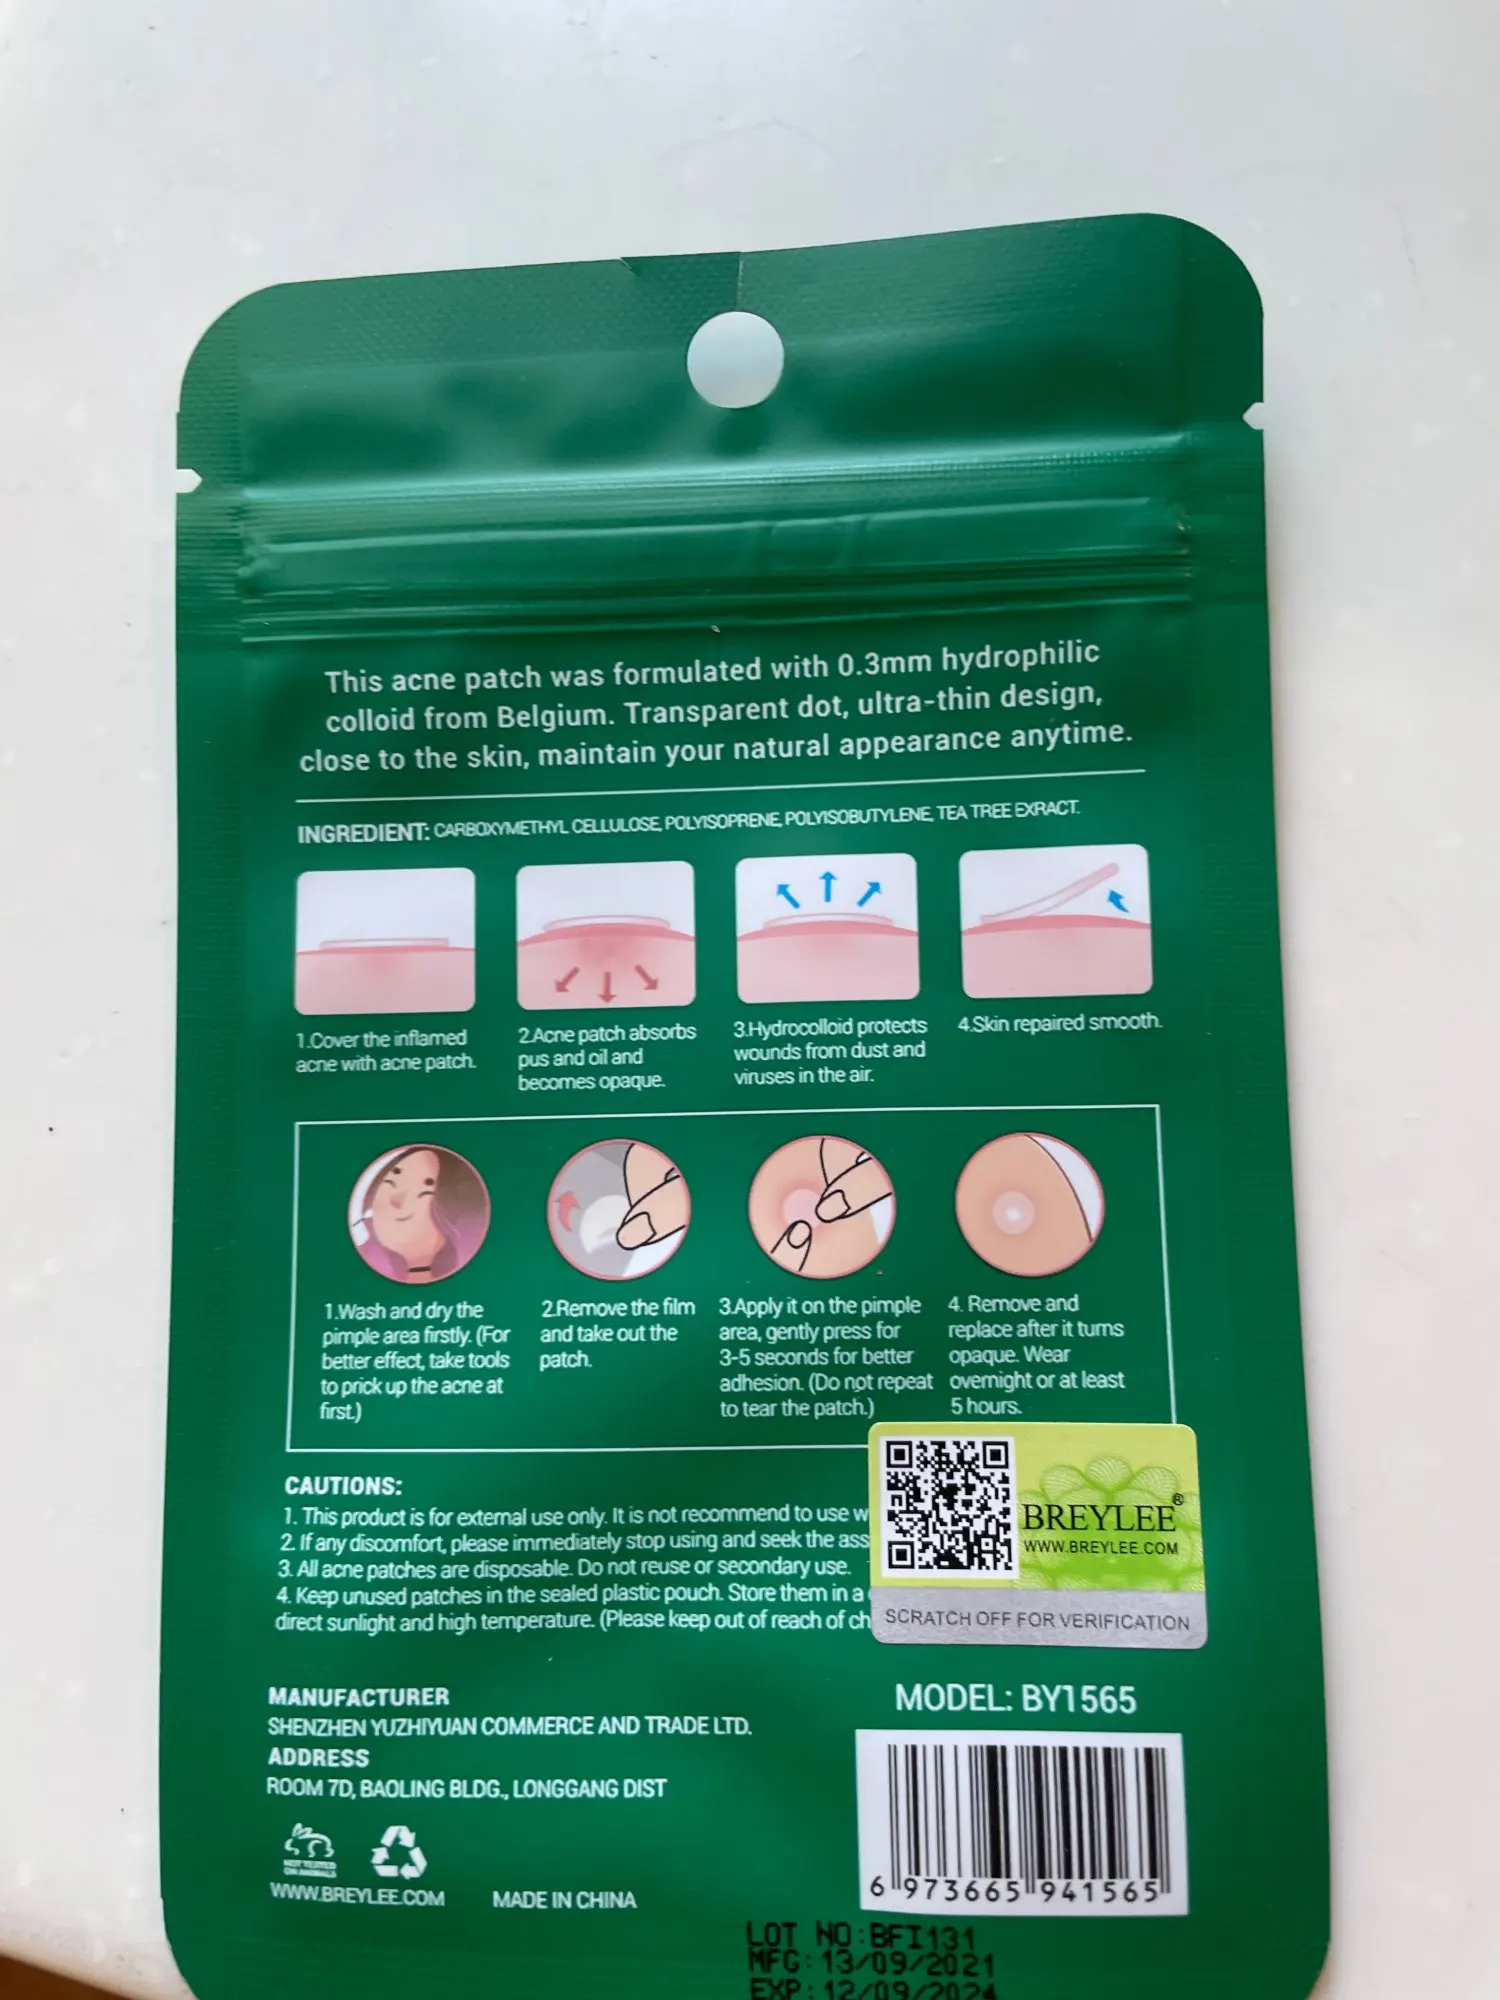 This acne patch was formulated with 0.3mm hydrophilic
colloid from Belgium. Transparent dot, ultra-thin design,
close to the skin, maintain your natural appearance anytime.
INGREDIENT: CARBOXYMETHYL CELLULOSE, POLYISOPRENE, POLYISOBUTYLENE, TEA TREE EXRACT.
1.Cover the inflamed
acne with acne patch.
2.Acne patch absorbs
pus and oil and
becomes opaque.
3.Hydrocolloid protects
wounds from dust and
viruses in the air.
4.Skin repaired smooth.
1.Wash and dry the
pimple area firstly. (For
better effect, take tools
to prick up the acne at
first.)
2.Remove the film
and take out the
patch.
3.Apply it on the pimple
area, gently press for
3-5 seconds for better
adhesion. (Do not repeat
to tear the patch.)
4. Remove and
replace after it turns
opaque. Wear
overnight or at least
5 hours.
CAUTIONS:
1. This product is for external use only. It is not recommend to use
2. If any discomfort, please immediately stop using and seek the
3. All acne patches are disposable. Do not reuse or secondary use.
4. Keep unused patches in the sealed plastic pouch. Store them in a
direct sunlight and high temperature. (Please keep out of reach of
BREYLEE®
WWW.BREYLEE.COM
SCRATCH OFF FOR VERIFICATION
MANUFACTURER
SHENZHEN YUZHIYUAN COMMERCE AND TRADE LTD.
ADDRESS
ROOM 7D, BAOLING BLDG., LONGGANG DIST
NOT TESTED
ON ANIMALS
WWW.BREYLEE.COM
MADE IN CHINA
MODEL: BY1565
6 973665 941565
LOT NO:BFI131
MFG:13/09/2021
EXP:12/09/2024